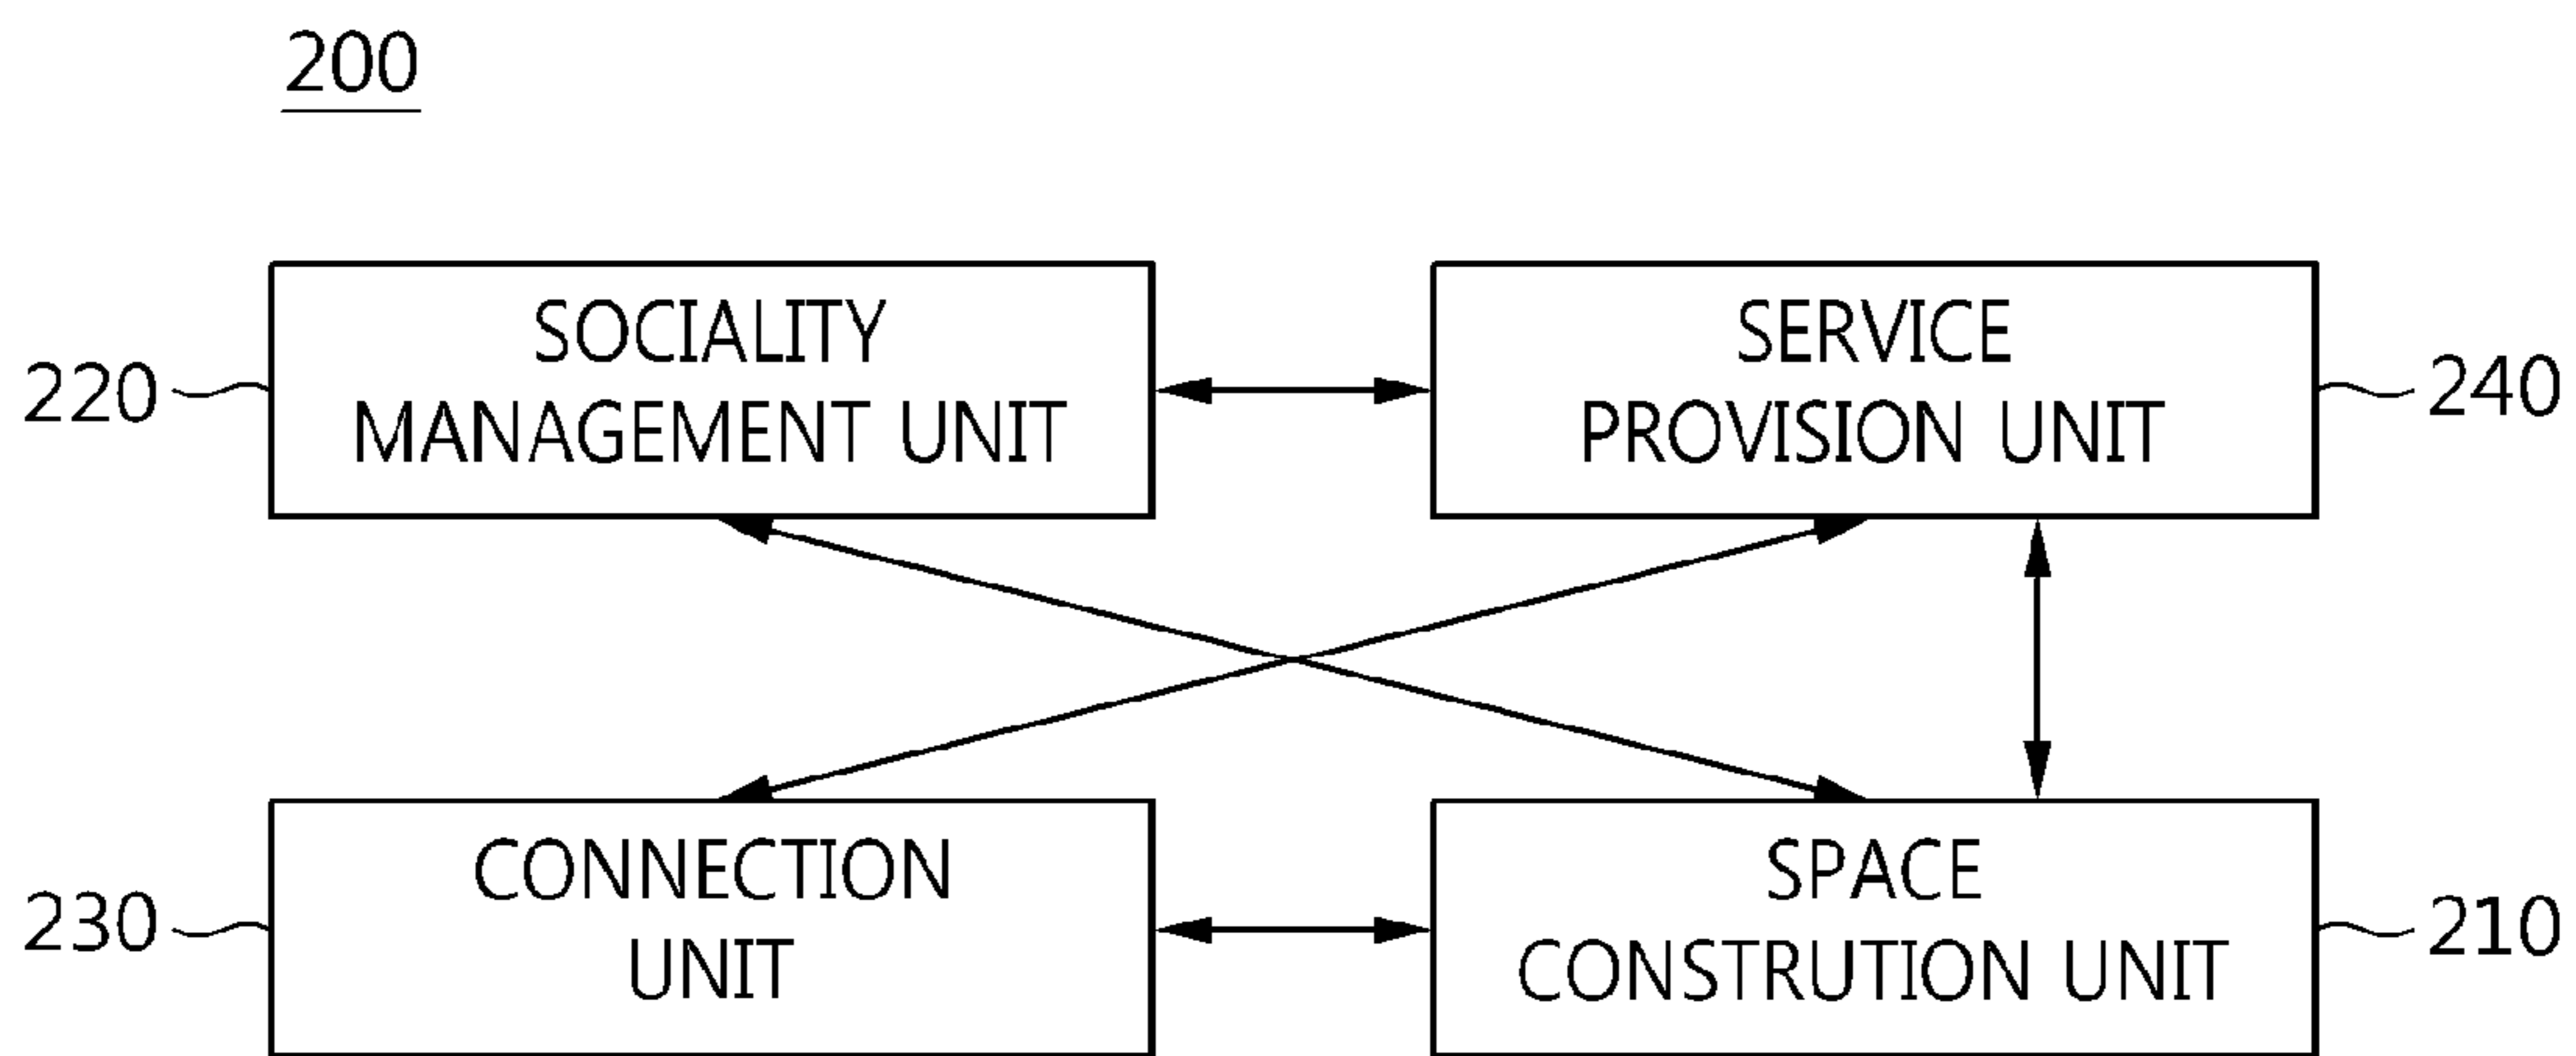 200
SOCIALITY
MANAGEMENT UNIT
SERVICE
PROVISION UNIT
220
240
CONNECTION
UNIT
SPACE
CONSTRUTION UNIT
230
210